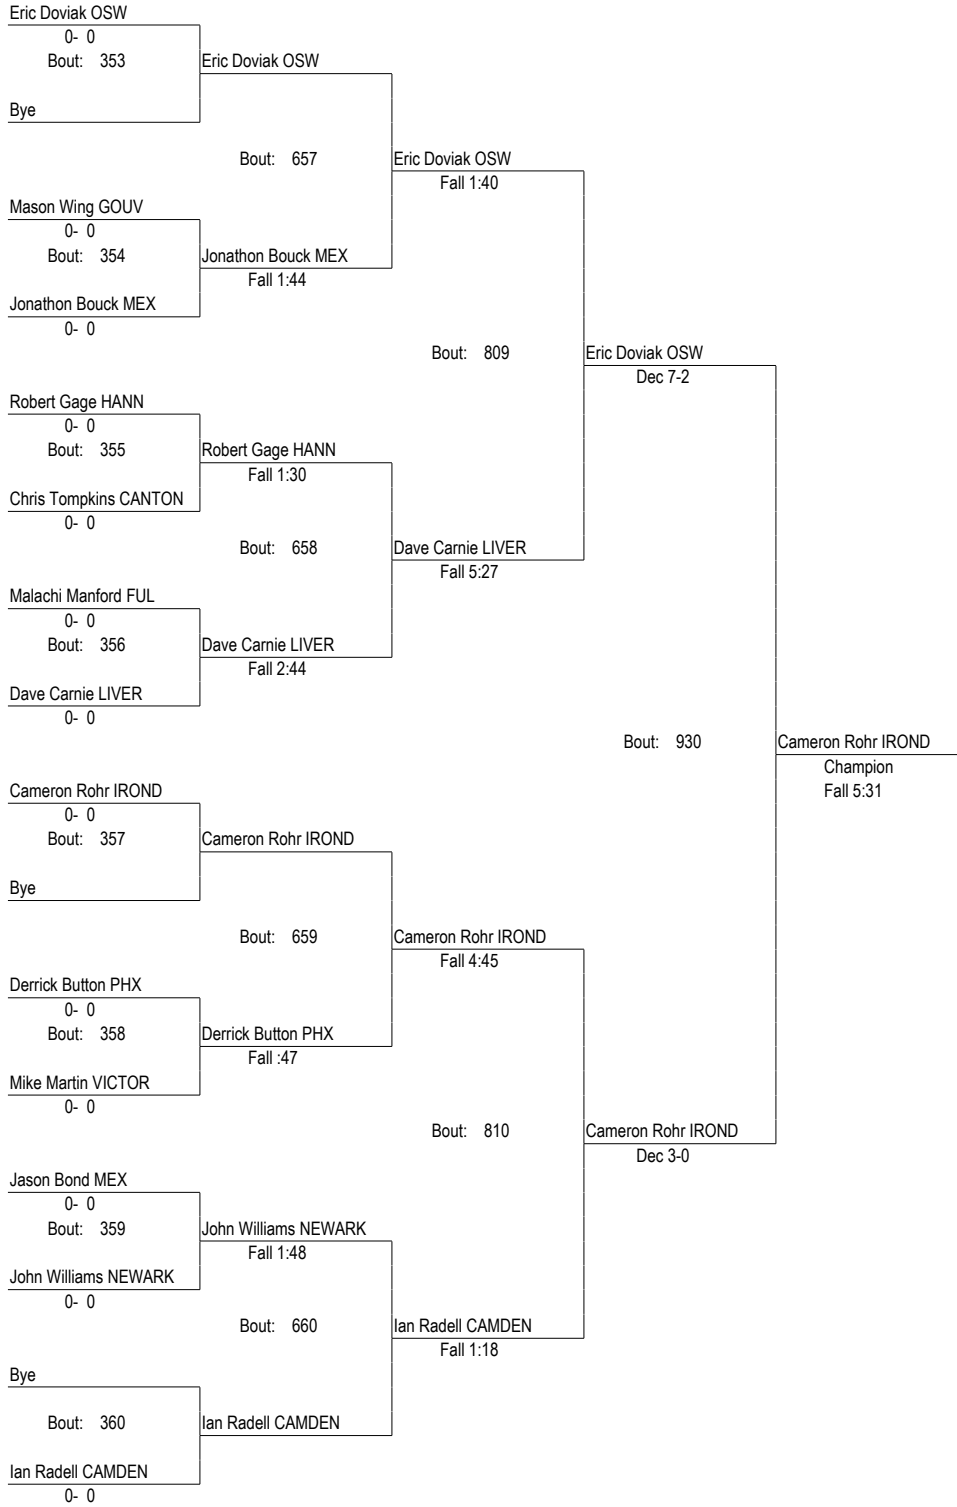 Eric Doviak OSW
0- 0
Bout: 353
Eric Doviak OSW
Bye
Bout: 657
Eric Doviak OSW
Fall 1:40
Mason Wing GOUV
0- 0
Bout: 354
Jonathon Bouck MEX
Fall 1:44
Jonathon Bouck MEX
0- 0
Bout: 809
Eric Doviak OSW
Dec 7-2
Robert Gage HANN
0- 0
Bout: 355
Robert Gage HANN
Fall 1:30
Chris Tompkins CANTON
0- 0
Bout: 658
Dave Carnie LIVER
Fall 5:27
Malachi Manford FUL
0- 0
Bout: 356
Dave Carnie LIVER
Fall 2:44
Dave Carnie LIVER
0- 0
Bout: 930
Cameron Rohr IROND
Champion
Fall 5:31
Cameron Rohr IROND
0- 0
Bout: 357
Cameron Rohr IROND
Bye
Bout: 659
Cameron Rohr IROND
Fall 4:45
Derrick Button PHX
0- 0
Bout: 358
Derrick Button PHX
Fall :47
Mike Martin VICTOR
0- 0
Bout: 810
Cameron Rohr IROND
Dec 3-0
Jason Bond MEX
0- 0
Bout: 359
John Williams NEWARK
Fall 1:48
John Williams NEWARK
0- 0
Bout: 660
Ian Radell CAMDEN
Fall 1:18
Bye
Bout: 360
Ian Radell CAMDEN
Ian Radell CAMDEN
0- 0